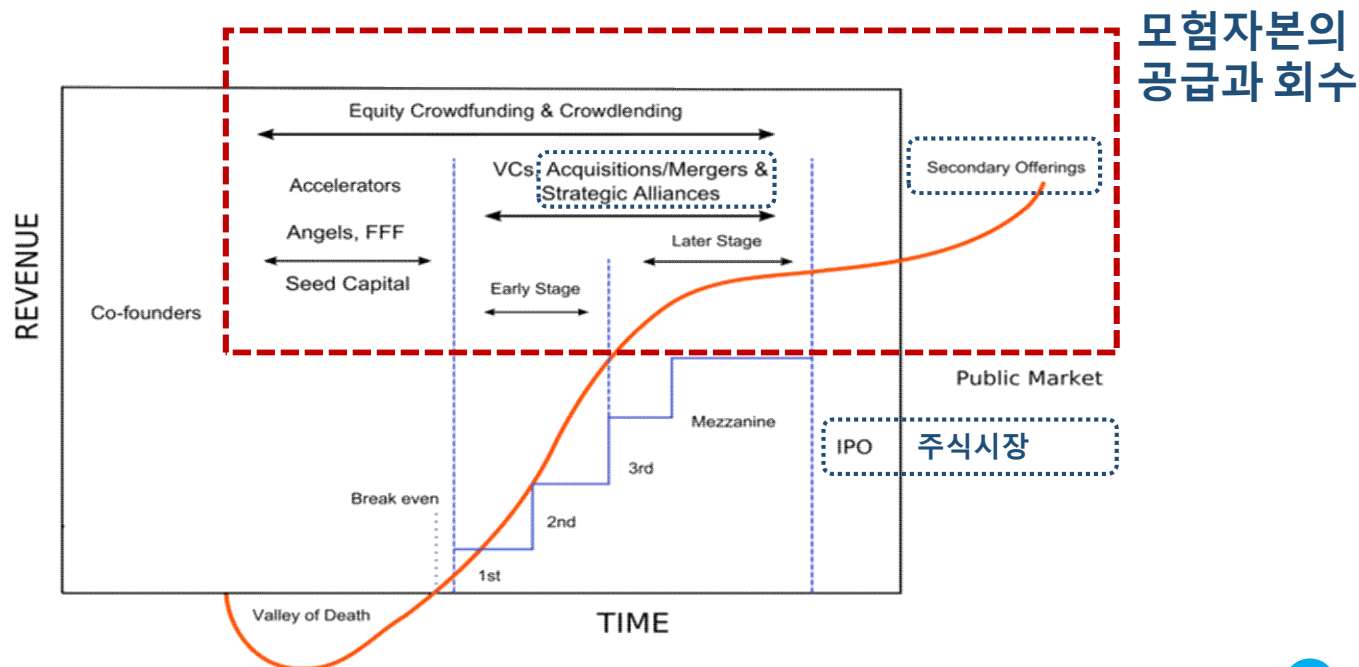 모험자본의
공급과 회수
Equity Crowdfunding & Crowdlending
Accelerators
Angels, FFF
Seed Capital
VCs, Acquisitions/Mergers &
Strategic Alliances
Later Stage
Early Stage
Secondary Offerings
REVENUE
Co-founders
Public Market
Mezzanine
IPO 주식시장
3rd
Break even
2nd
1st
Valley of Death
TIME